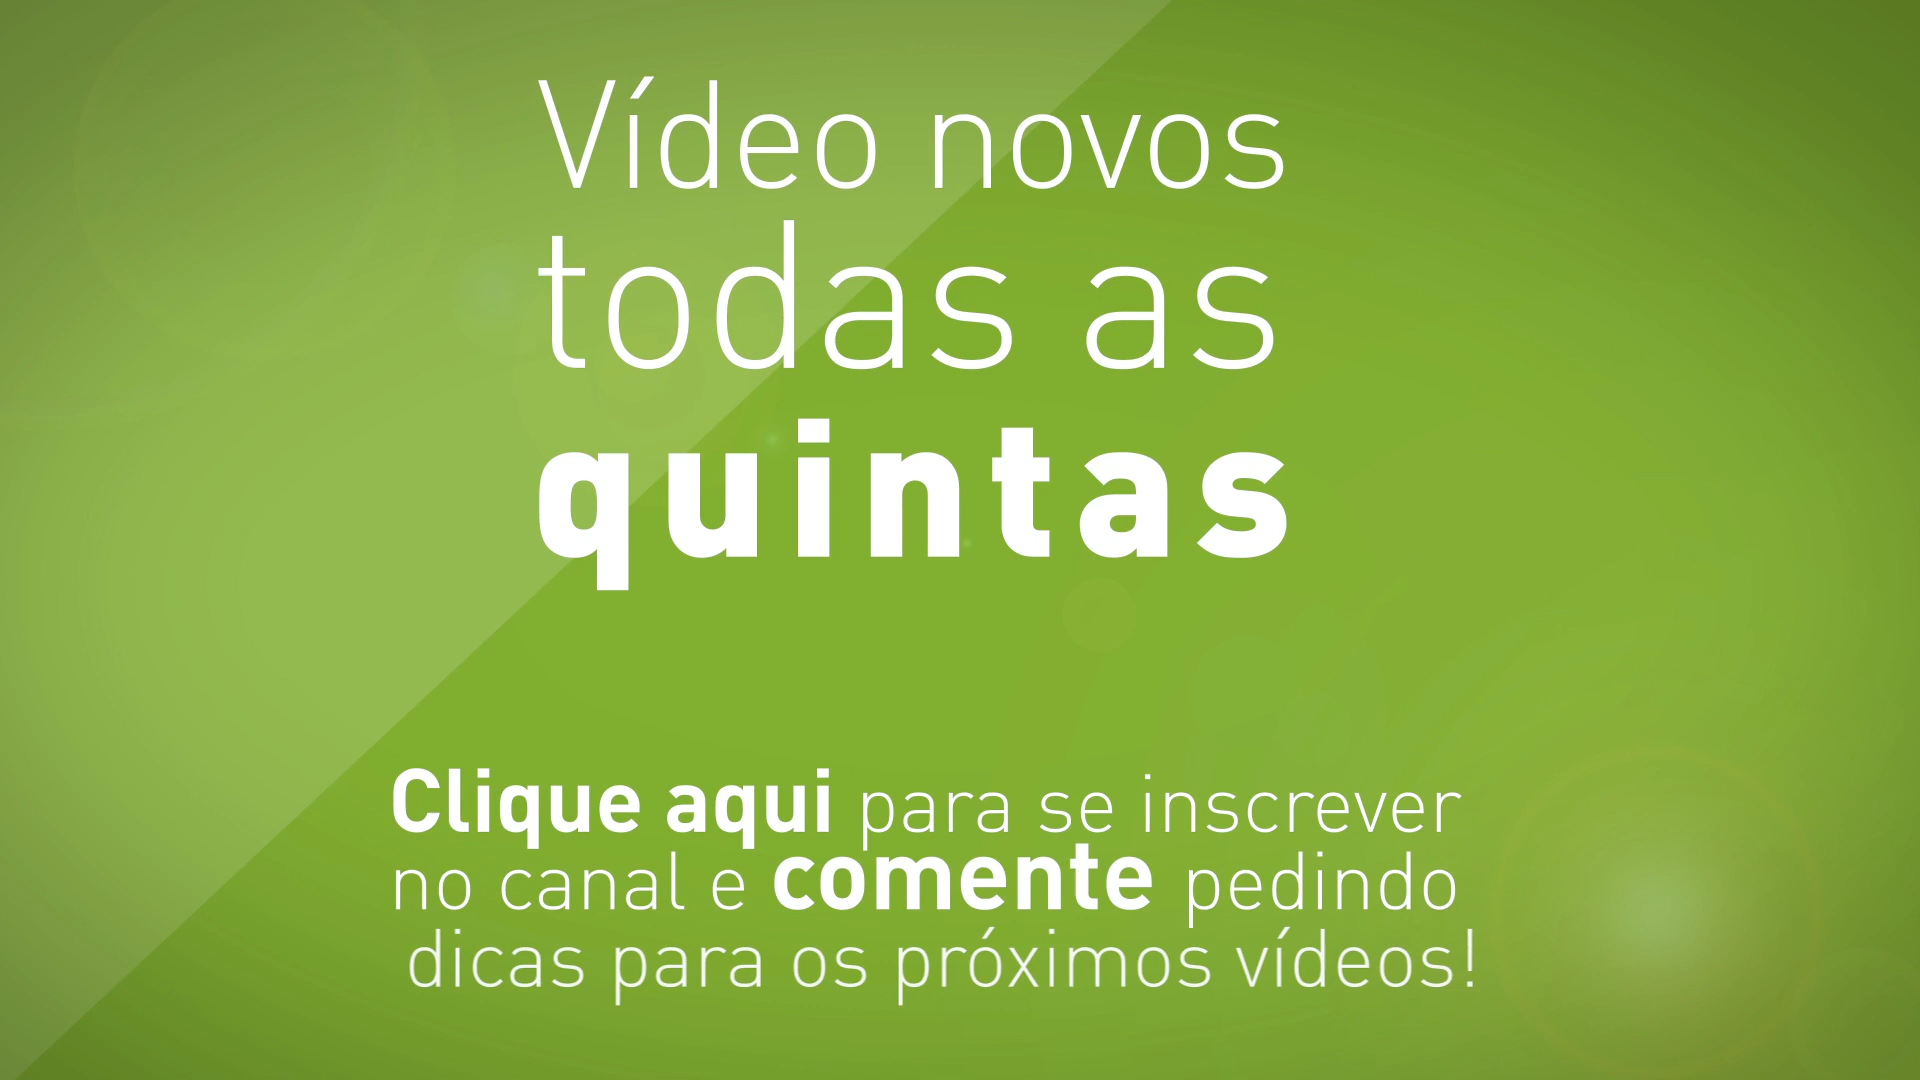 Vídeo novos
todas as
quintas
Clique aqui para se inscrever
no canal e comente pedindo
dicas para os próximos vídeos!